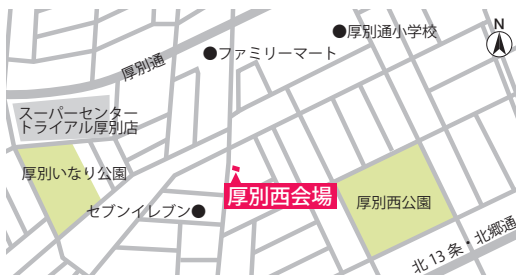 N
●厚別通小学校
●ファミリーマート
厚別通
スーパーセンター
トライアル厚別店
厚別いなり公園
厚別西会場
厚別西公園
セブンイレブン●
北13条・北郷通